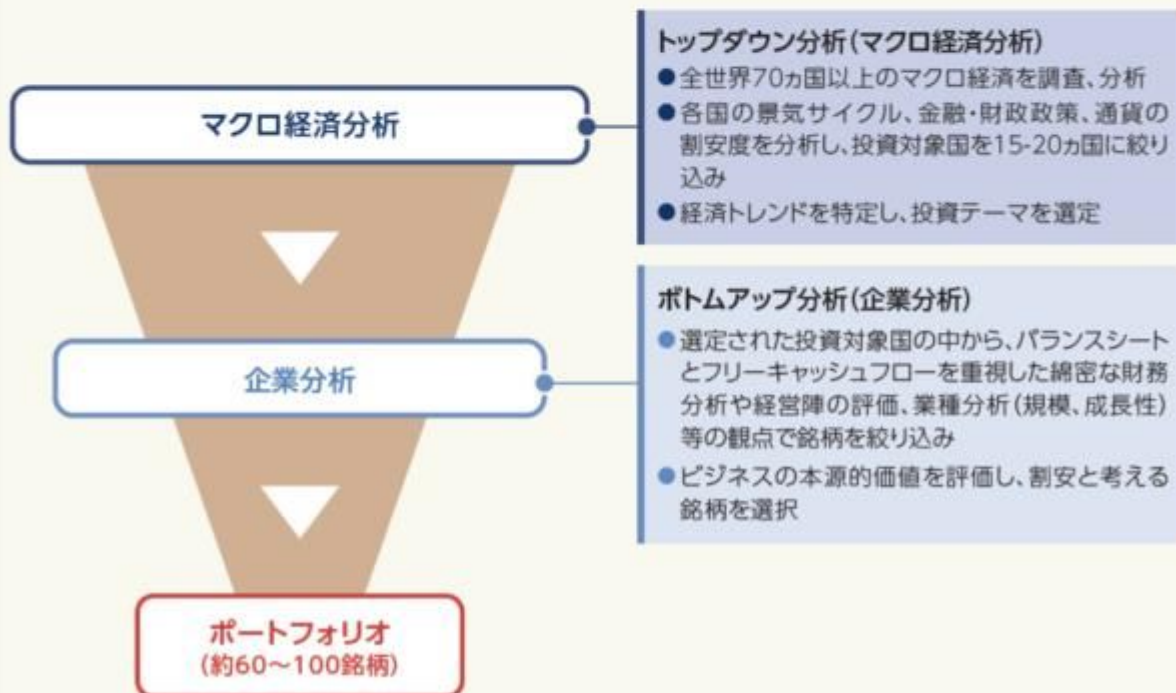 マクロ経済分析
トップダウン分析(マクロ経済分析)
●全世界70ヵ国以上のマクロ経済を調査、分析
●各国の景気サイクル、金融・財政政策、通貨の
割安度を分析し、投資対象国を15-20ヵ国に絞り
込み
●経済トレンドを特定し、投資テーマを選定
企業分析
ボトムアップ分析(企業分析)
●選定された投資対象国の中から、バランスシート
とフリーキャッシュフローを重視した綿密な財務
分析や経営陣の評価、業種分析(規模、成長性)
等の観点で銘柄を絞り込み
●ビジネスの本源的価値を評価し、割安と考える
銘柄を選択
ポートフォリオ
(約60～100銘柄)